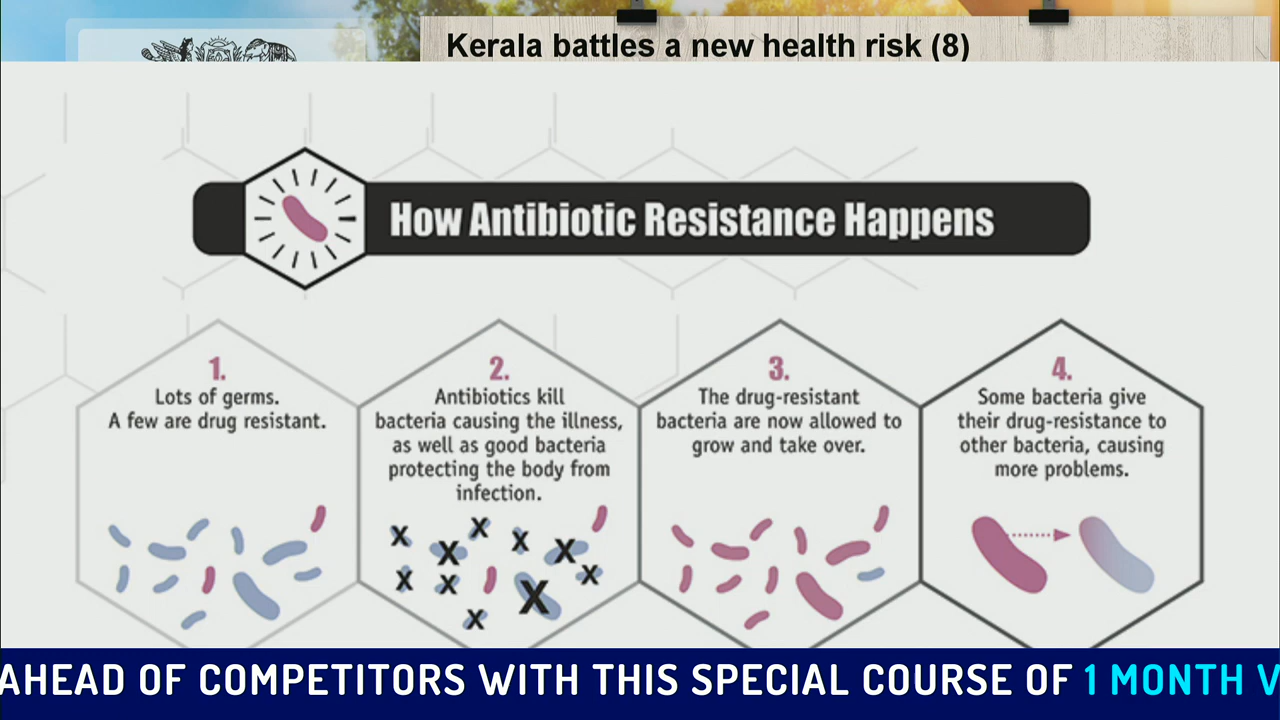 Kerala battles a new health risk (8)
How Antibiotic Resistance Happens
1.
Lots of germs.
A few are drug resistant.
2.
Antibiotics kill
bacteria causing the illness,
as well as good bacteria
protecting the body from
infection.
3.
The drug-resistant
bacteria are now allowed to
grow and take over.
4.
Some bacteria give
their drug-resistance to
other bacteria, causing
more problems.
X X X X X X X X X X
AHEAD OF COMPETITORS WITH THIS SPECIAL COURSE OF 1 MONTH V